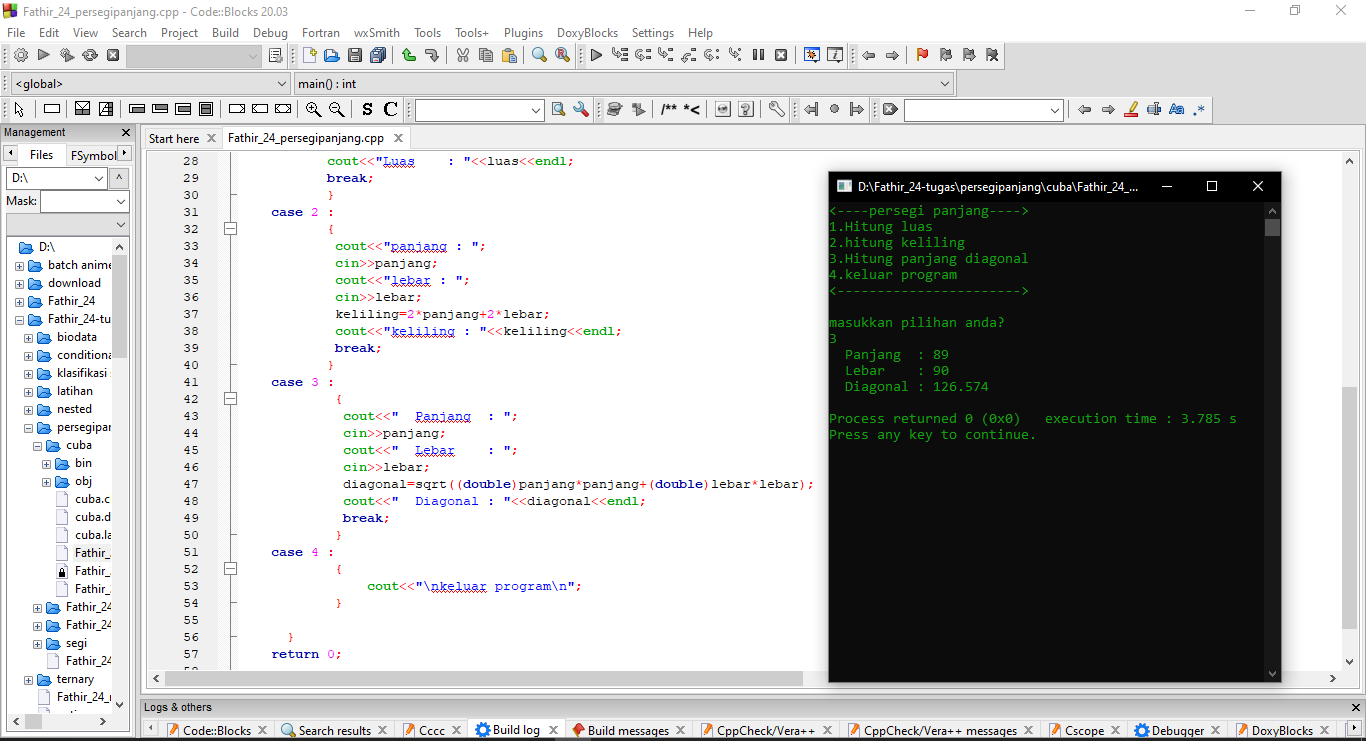 Fathir_24_persegipanjang.cpp - Code::Blocks 20.03
File Edit View Search Project Build Debug Fortran wxSmith Tools Tools+ Plugins DoxyBlocks Settings Help
<global>
main() : int
S C
/** *<
Aa .*
Management
Files FSymbol
D:\
Mask:
D:\
batch anime
download
Fathir_24
Fathir_24-tu
biodata
conditiona
klasifikasi
latihan
nested
persegipan
cuba
bin
obj
cuba.c
cuba.d
cuba.la
Fathir_
Fathir_
Fathir_
Fathir_24
Fathir_24
segi
Fathir_24
ternary
Fathir_24_
Start here Fathir_24_persegipanjang.cpp
28 cout<<"Luas    : "<<luas<<endl;
29 break;
30 }
31 case 2 :
32 {
33 cout<<"panjang : ";
34 cin>>panjang;
35 cout<<"lebar : ";
36 cin>>lebar;
37 keliling=2*panjang+2*lebar;
38 cout<<"keliling : "<<keliling<<endl;
39 break;
40 }
41 case 3 :
42 {
43 cout<<"  Panjang  : ";
44 cin>>panjang;
45 cout<<"  Lebar    : ";
46 cin>>lebar;
47 diagonal=sqrt((double)panjang*panjang+(double)lebar*lebar);
48 cout<<"  Diagonal : "<<diagonal<<endl;
49 break;
50 }
51 case 4 :
52 {
53 cout<<"\nkeluar program\n";
54 }
55
56 }
57 return 0;
D:\Fathir_24-tugas\persegipanjang\cuba\Fathir_24_...
<----persegi panjang---->
1.Hitung luas
2.hitung keliling
3.Hitung panjang diagonal
4.keluar program
<----------------------->
masukkan pilihan anda?
3
Panjang  : 89
Lebar    : 90
Diagonal : 126.574
Process returned 0 (0x0)   execution time : 3.785 s
Press any key to continue.
Logs & others
Code::Blocks Search results Cccc Build log Build messages CppCheck/Vera++ CppCheck/Vera++ messages Cscope Debugger DoxyBlocks